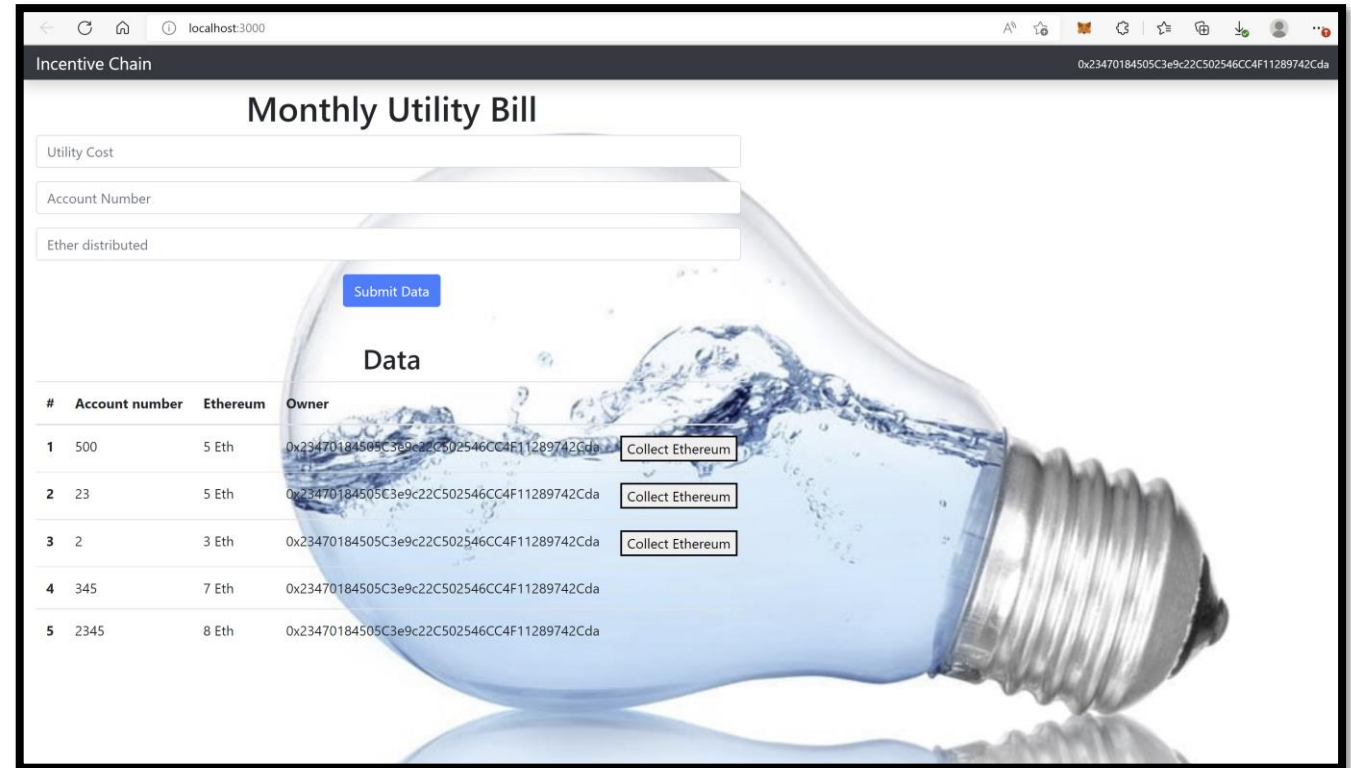 localhost:3000
Incentive Chain 0x23470184505C3e9c22C502546CC4F11289742Cda
Monthly Utility Bill
Utility Cost
Account Number
Ether distributed
Submit Data
Data
# Account number Ethereum Owner
1 500 5 Eth 0x23470184505C3e9c22C502546CC4F11289742Cda Collect Ethereum
2 23 5 Eth 0x23470184505C3e9c22C502546CC4F11289742Cda Collect Ethereum
3 2 3 Eth 0x23470184505C3e9c22C502546CC4F11289742Cda Collect Ethereum
4 345 7 Eth 0x23470184505C3e9c22C502546CC4F11289742Cda
5 2345 8 Eth 0x23470184505C3e9c22C502546CC4F11289742Cda